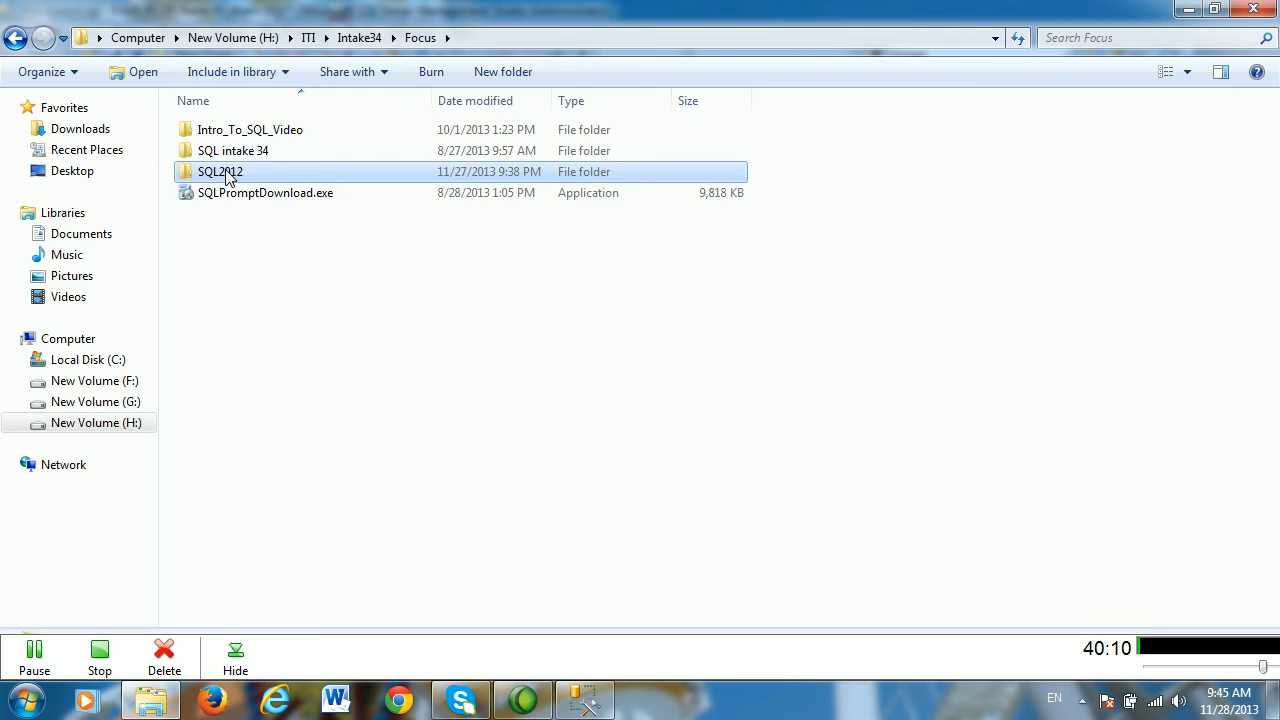 Computer New Volume (H:) ITI Intake34 Focus
Search Focus
Organize Open Include in library Share with Burn New folder
Name Date modified Type Size
Favorites
Downloads
Recent Places
Desktop
Libraries
Documents
Music
Pictures
Videos
Computer
Local Disk (C:)
New Volume (F:)
New Volume (G:)
New Volume (H:)
Network
Intro_To_SQL_Video 10/1/2013 1:23 PM File folder
SQL intake 34 8/27/2013 9:57 AM File folder
SQL2012 11/27/2013 9:38 PM File folder
SQLPromptDownload.exe 8/28/2013 1:05 PM Application 9,818 KB
40:10
Pause Stop Delete Hide
EN
9:45 AM
11/28/2013